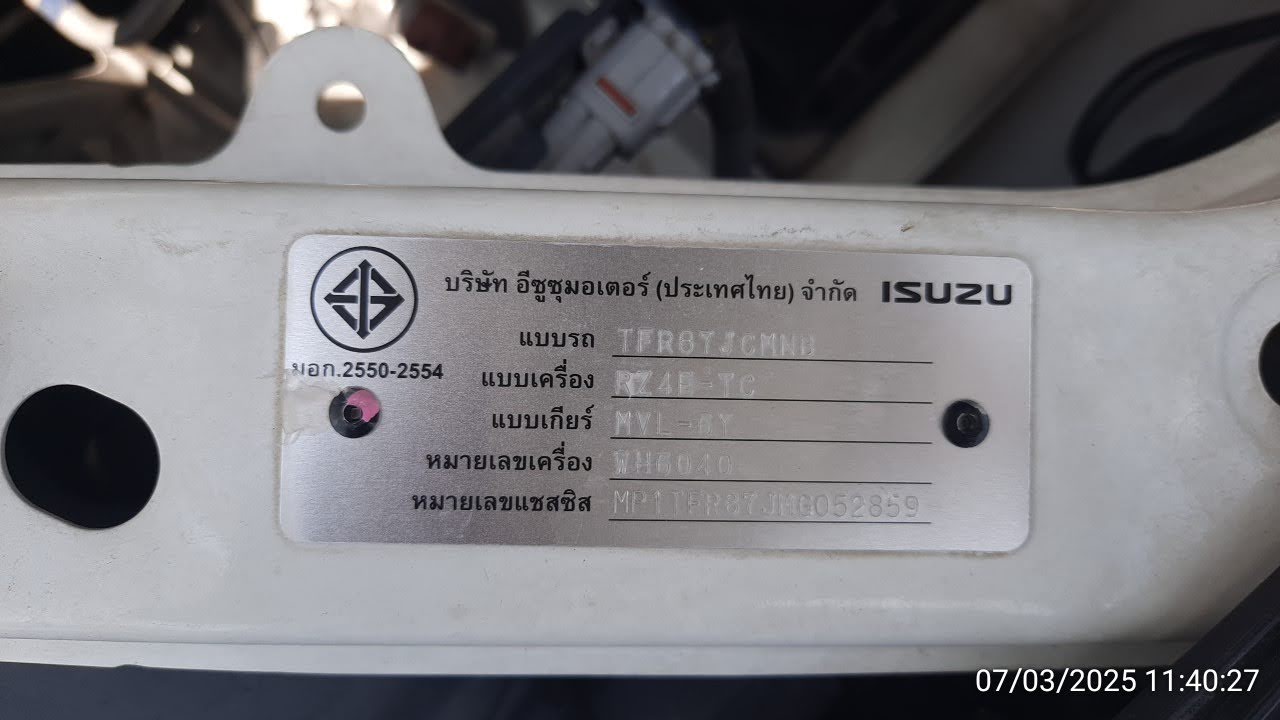 บริษัท อีซูซุมอเตอร์ (ประเทศไทย) จำกัด ISUZU
มอก.2550-2554
แบบรถ
แบบเครื่อง RZ4E-TC
แบบเกียร์ MVL-6Y
หมายเลขเครื่อง
หมายเลขแชสซิส
07/03/2025 11:40:27